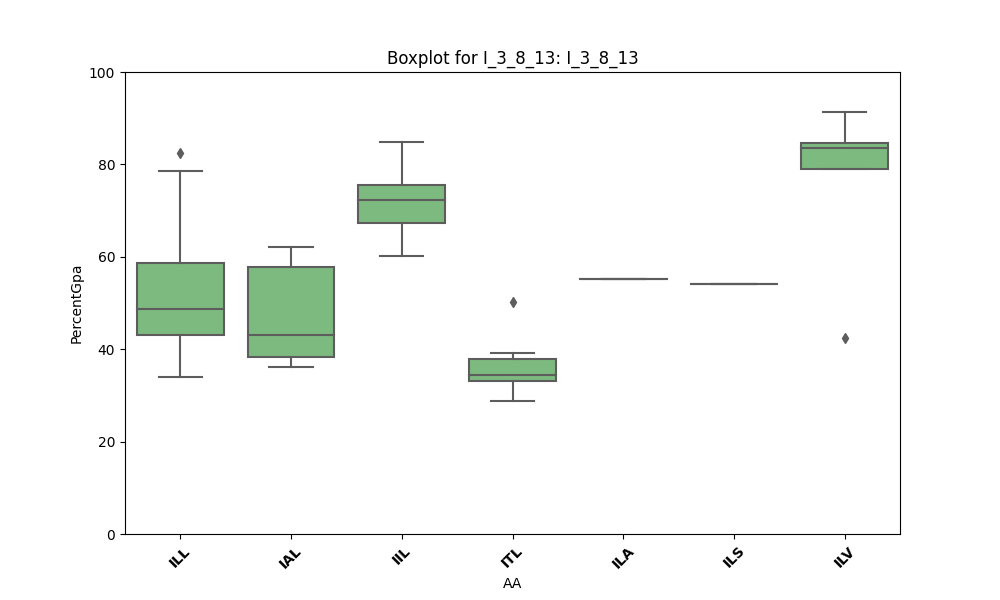 Boxplot for I_3_8_13: I_3_8_13
100
80
60
40
20
0
PercentGpa
ILL
IAL
IIL
ITL
ILA
ILS
ILV
AA